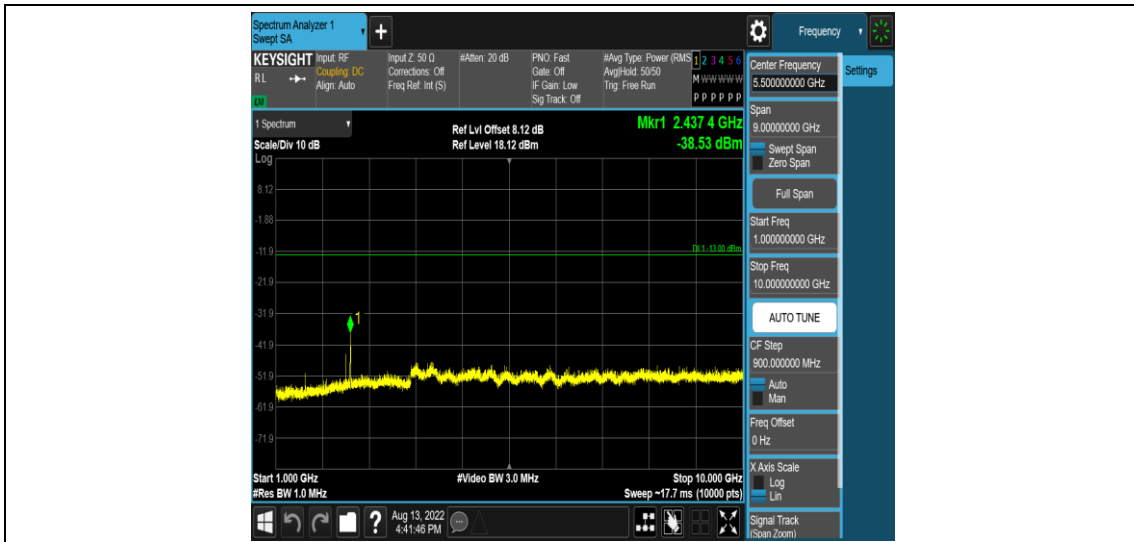 Spectrum Analyzer 1
Swept SA
+
Frequency
KEYSIGHT
RL
LXI
Input: RF
Coupling: DC
Align: Auto
Input Z: 50 Ω
Corrections: Off
Freq Ref: Int (S)
#Atten: 20 dB
PNO: Fast
Gate: Off
IF Gain: Low
Sig Track: Off
#Avg Type: Power (RMS
Avg|Hold: 50/50
Trig: Free Run
1 2 3 4 5 6
M W W W W W
P P P P P P
1 Spectrum
Scale/Div 10 dB
Ref Lvl Offset 8.12 dB
Ref Level 18.12 dBm
Mkr1 2.437 4 GHz
-38.53 dBm
Log
8.12
-1.88
-11.9
DL1 -13.00 dBm
-21.9
-31.9
1
-41.9
-51.9
-61.9
-71.9
Start 1.000 GHz
#Video BW 3.0 MHz
Stop 10.000 GHz
#Res BW 1.0 MHz
Sweep ~17.7 ms (10000 pts)
?
Aug 13, 2022
4:41:46 PM
Center Frequency
5.500000000 GHz
Settings
Span
9.00000000 GHz
Swept Span
Zero Span
Full Span
Start Freq
1.000000000 GHz
Stop Freq
10.000000000 GHz
AUTO TUNE
CF Step
900.000000 MHz
Auto
Man
Freq Offset
0 Hz
X Axis Scale
Log
Lin
Signal Track
(Span Zoom)